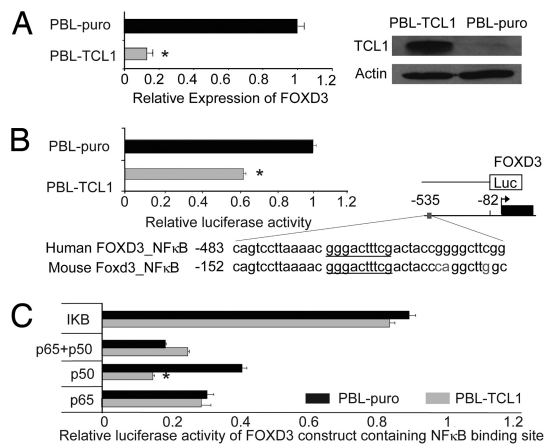 A
PBL-puro
PBL-TCL1
*
0 0.2 0.4 0.6 0.8 1 1.2
Relative Expression of FOXD3
PBL-TCL1 PBL-puro
TCL1
Actin
B
PBL-puro
PBL-TCL1
*
0 0.2 0.4 0.6 0.8 1 1.2
Relative luciferase activity
FOXD3
Luc
-535
-82
Human FOXD3_NFκB -483 cagtccttaaaac gggactttcgactaccggggcttcgg
Mouse Foxd3_NFκB -152 cagtccttaaaac gggactttcgactacccaggcttg gc
C
IKB
p65+p50
p50
p65
*
PBL-puro PBL-TCL1
0 0.2 0.4 0.6 0.8 1
Relative luciferase activity of FOXD3 construct containing NFκB binding site